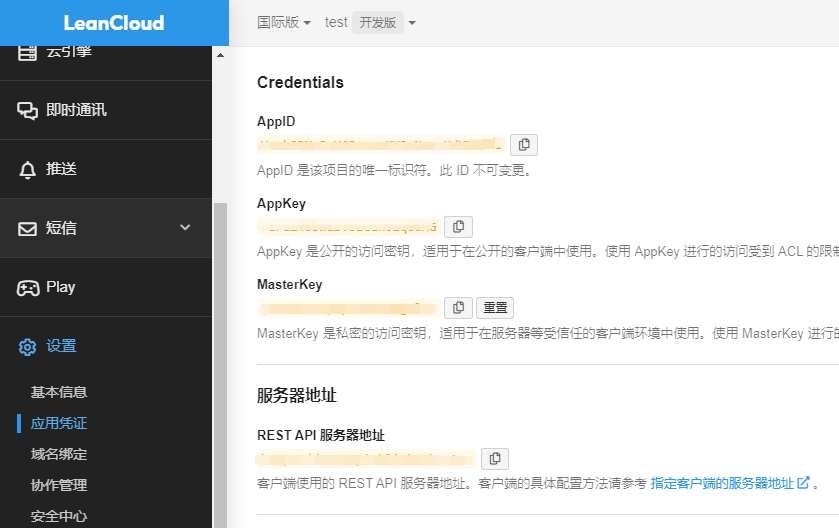 LeanCloud
国际版 test 开发版
云引擎
即时通讯
推送
短信
Play
设置
基本信息
应用凭证
域名绑定
协作管理
安全中心
Credentials
AppID
AppID 是该项目的唯一标识符。此 ID 不可变更。
AppKey
AppKey 是公开的访问密钥，适用于在公开的客户端中使用。使用 AppKey 进行的访问受到 ACL 的限制
MasterKey
重置
MasterKey 是私密的访问密钥，适用于在服务器等受信任的客户端环境中使用。使用 MasterKey 进行的
服务器地址
REST API 服务器地址
客户端使用的 REST API 服务器地址。客户端的具体配置方法请参考 指定客户端的服务器地址 。